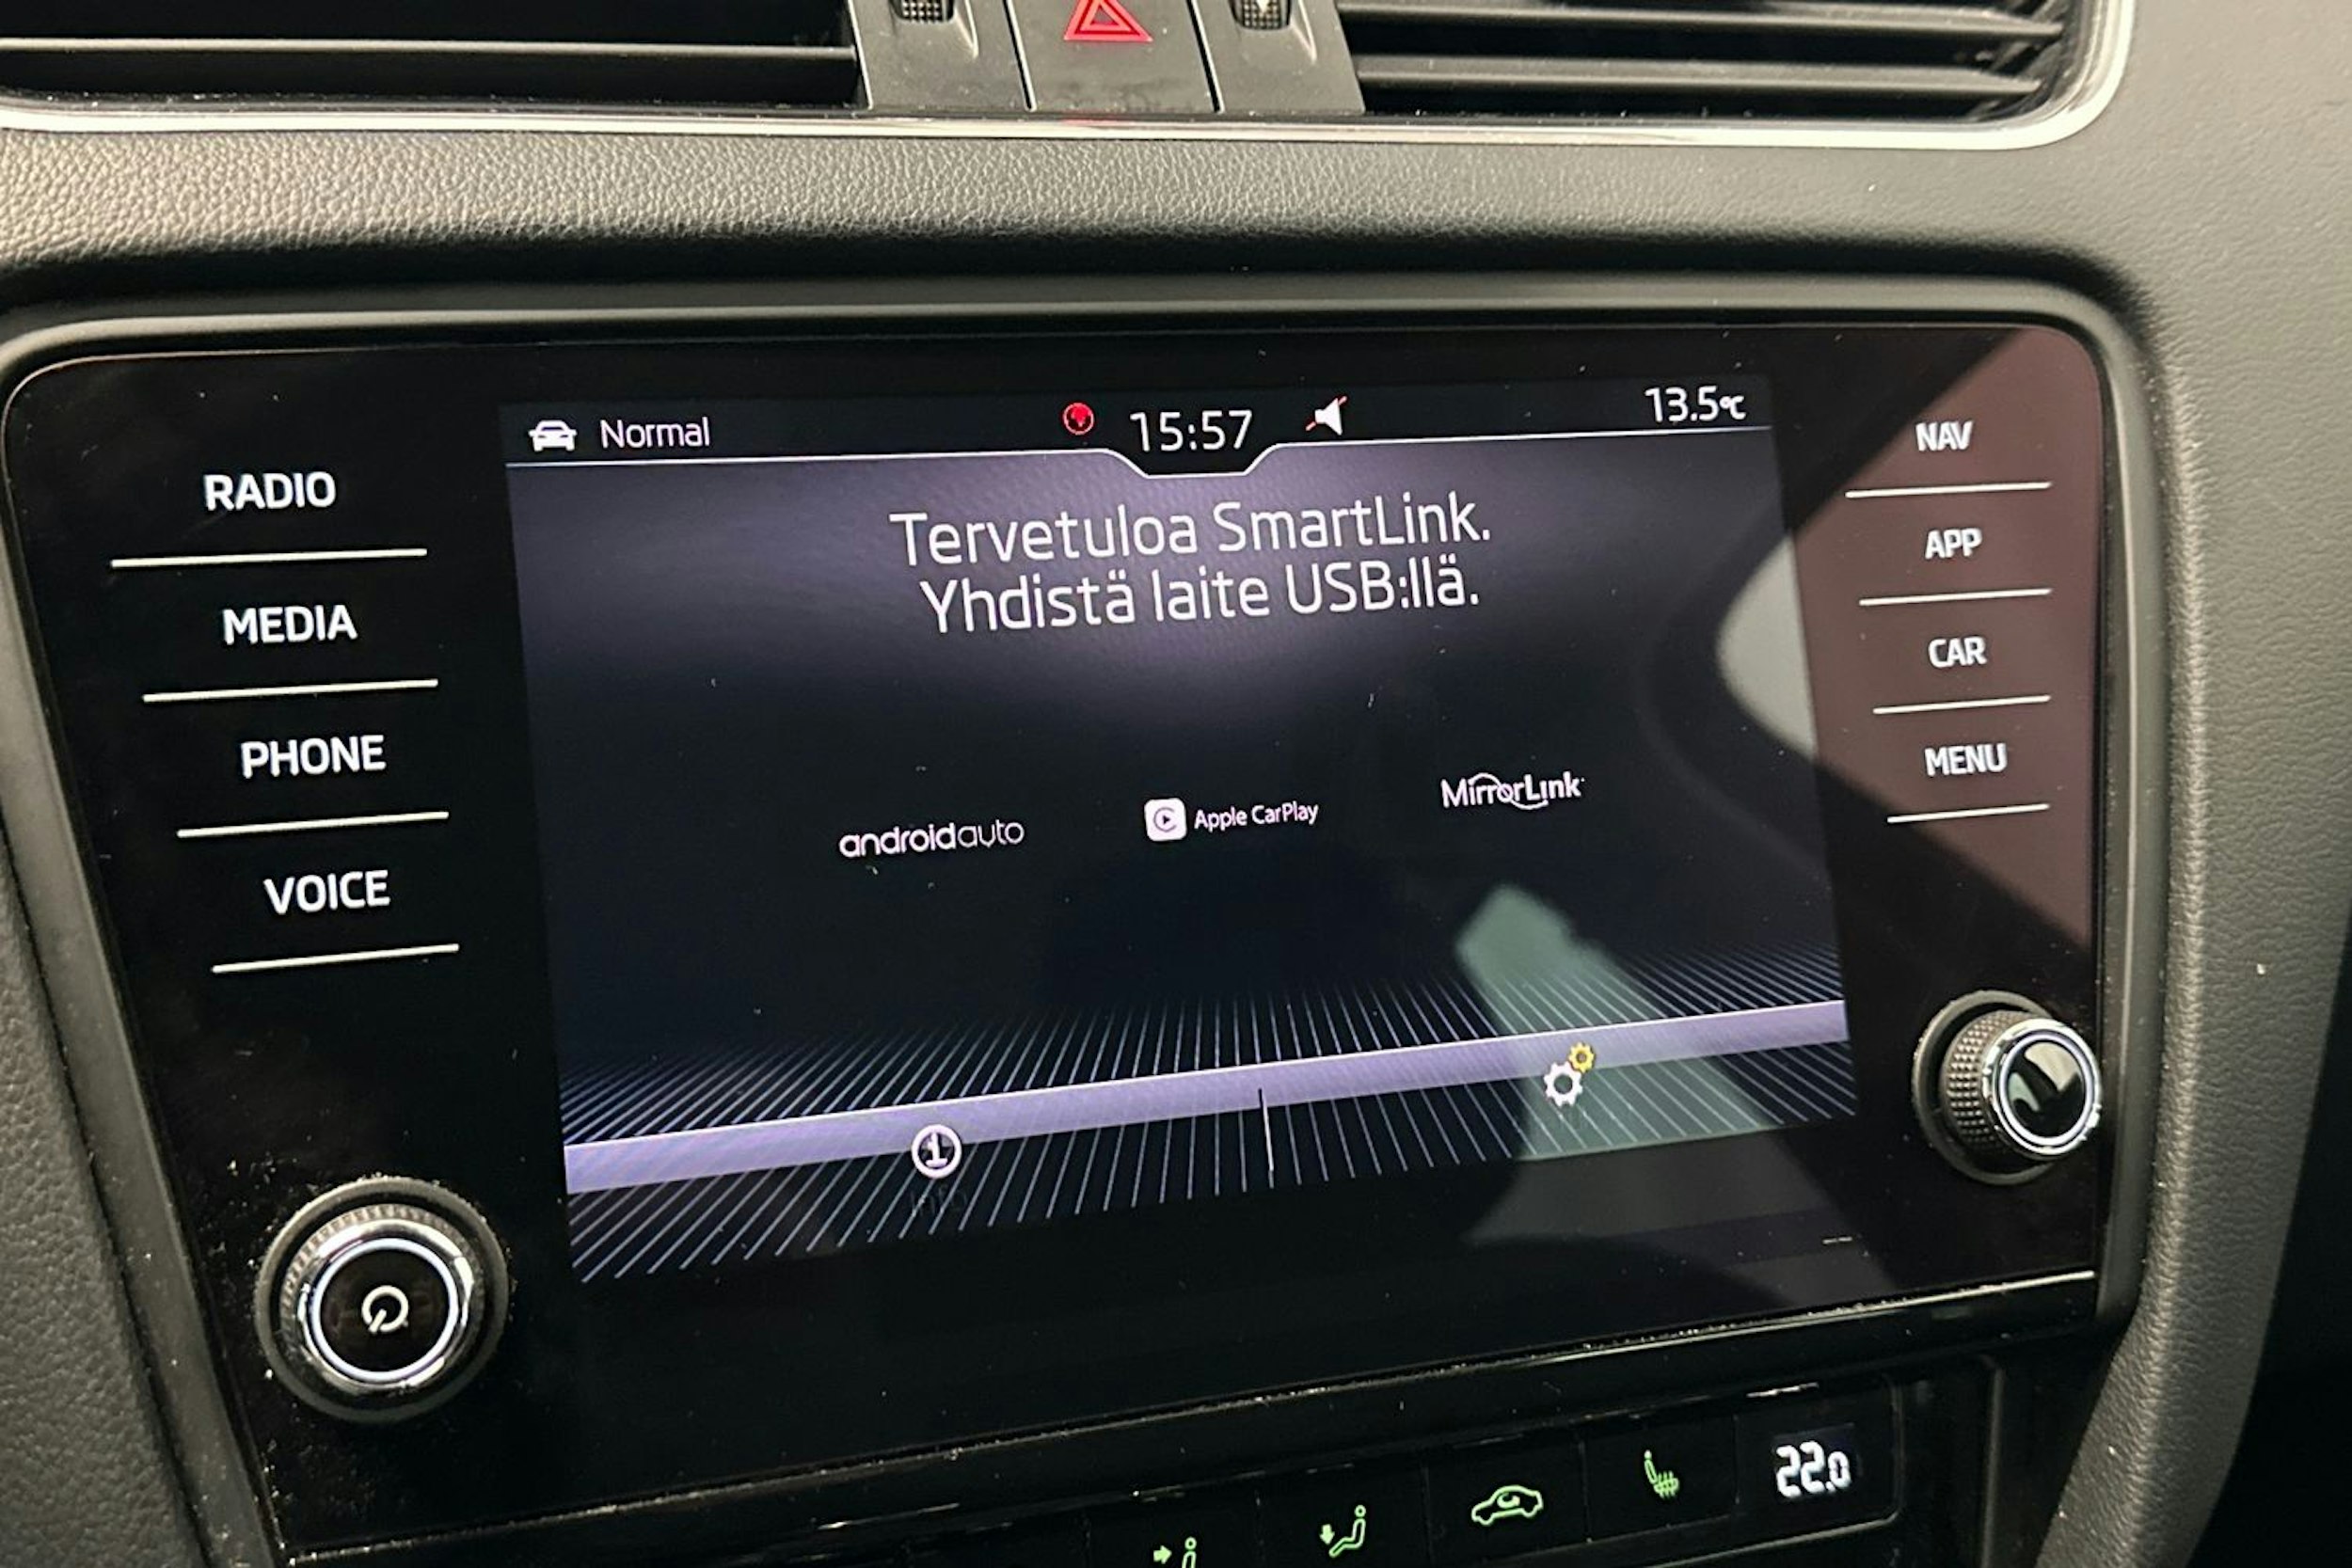 Normal
15:57
13.5°C
RADIO
MEDIA
PHONE
VOICE
Tervetuloa SmartLink.
Yhdistä laite USB:llä.
androidauto
Apple CarPlay
MirrorLink
NAV
APP
CAR
MENU
Info
22.0